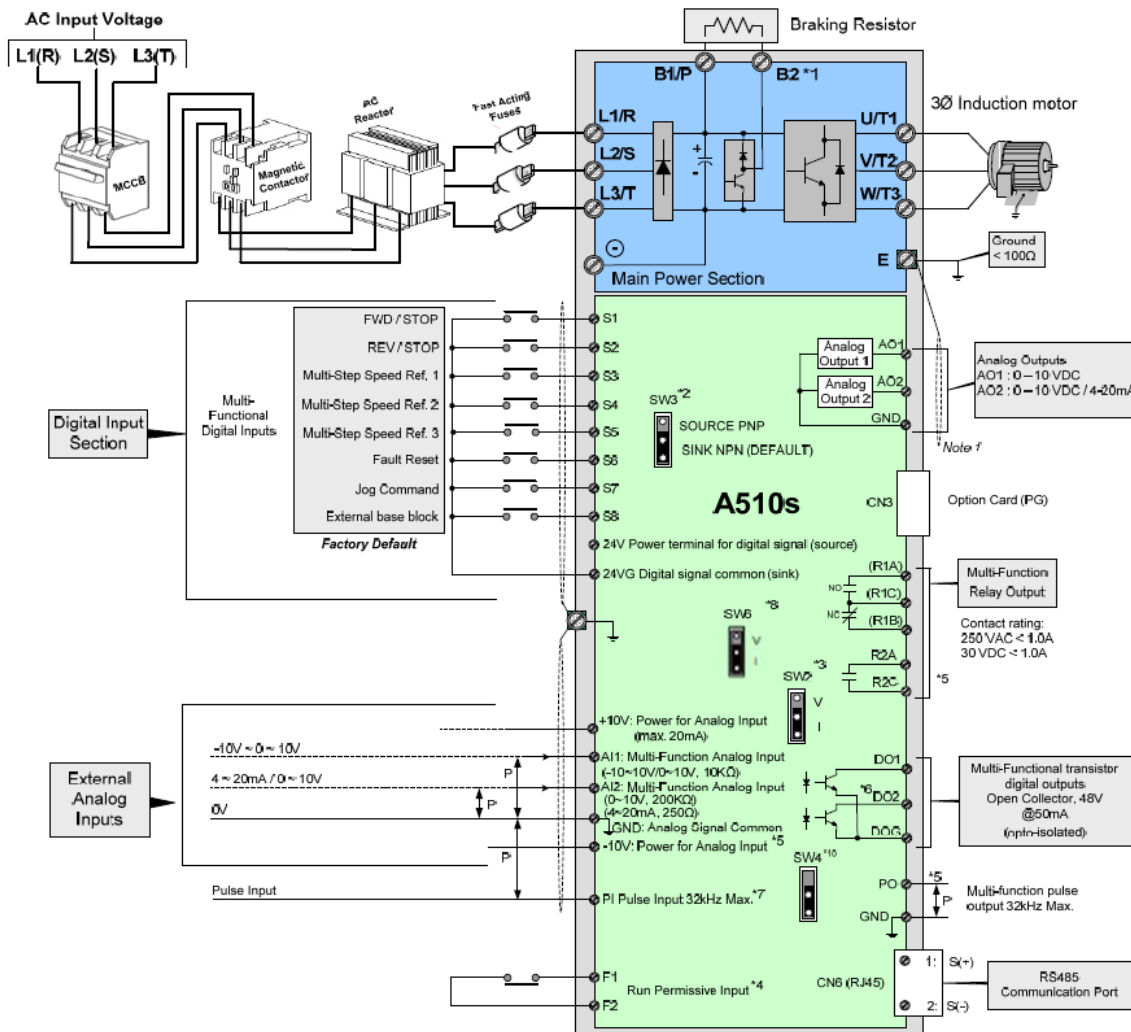 AC Input Voltage
L1(R) L2(S) L3(T)
MCCB
Magnetic Contactor
AC Reactor
Fast Acting Fuses
Braking Resistor
B1/P
B2 *1
L1/R
L2/S
L3/T
+
-
⊖
Main Power Section
U/T1
V/T2
W/T3
3Ø Induction motor
E
Ground
< 100Ω
Digital Input Section
Multi-Functional Digital Inputs
FWD / STOP
REV / STOP
Multi-Step Speed Ref. 1
Multi-Step Speed Ref. 2
Multi-Step Speed Ref. 3
Fault Reset
Jog Command
External base block
Factory Default
S1
S2
S3
S4
S5
S6
S7
S8
24V Power terminal for digital signal (source)
24VG Digital signal common (sink)
SW3 *2
SOURCE PNP
SINK NPN (DEFAULT)
A510s
Analog Output 1
AO1
Analog Output 2
AO2
GND
Analog Outputs
AO1 : 0 – 10 VDC
AO2 : 0 – 10 VDC / 4-20mA
Note 1
CN3
Option Card (PG)
(R1A)
NO
(R1C)
NC
(R1B)
R2A
R2C
*5
Multi-Function Relay Output
Contact rating:
250 VAC < 1.0A
30 VDC < 1.0A
SW6 *8
V
I
SW2 *3
V
I
External Analog Inputs
-10V ~ 0 ~ 10V
4 ~ 20mA / 0 ~ 10V
0V
P
P
P
Pulse Input
+10V: Power for Analog Input
(max. 20mA)
AI1: Multi-Function Analog Input
(-10~10V/0~10V, 10KΩ)
AI2: Multi-Function Analog Input
(0~10V, 200KΩ)
(4~20mA, 250Ω)
GND: Analog Signal Common
-10V: Power for Analog Input *5
PI Pulse Input 32kHz Max. *7
DO1
*6
DO2
DOG
Multi-Functional transistor
digital outputs
Open Collector, 48V
@50mA
(opto-isolated)
SW4 *10
PO
*5
P
GND
Multi-function pulse
output 32kHz Max.
F1
Run Permissive Input *4
F2
CN6 (RJ45)
1: S(+)
2: S(-)
RS485
Communication Port